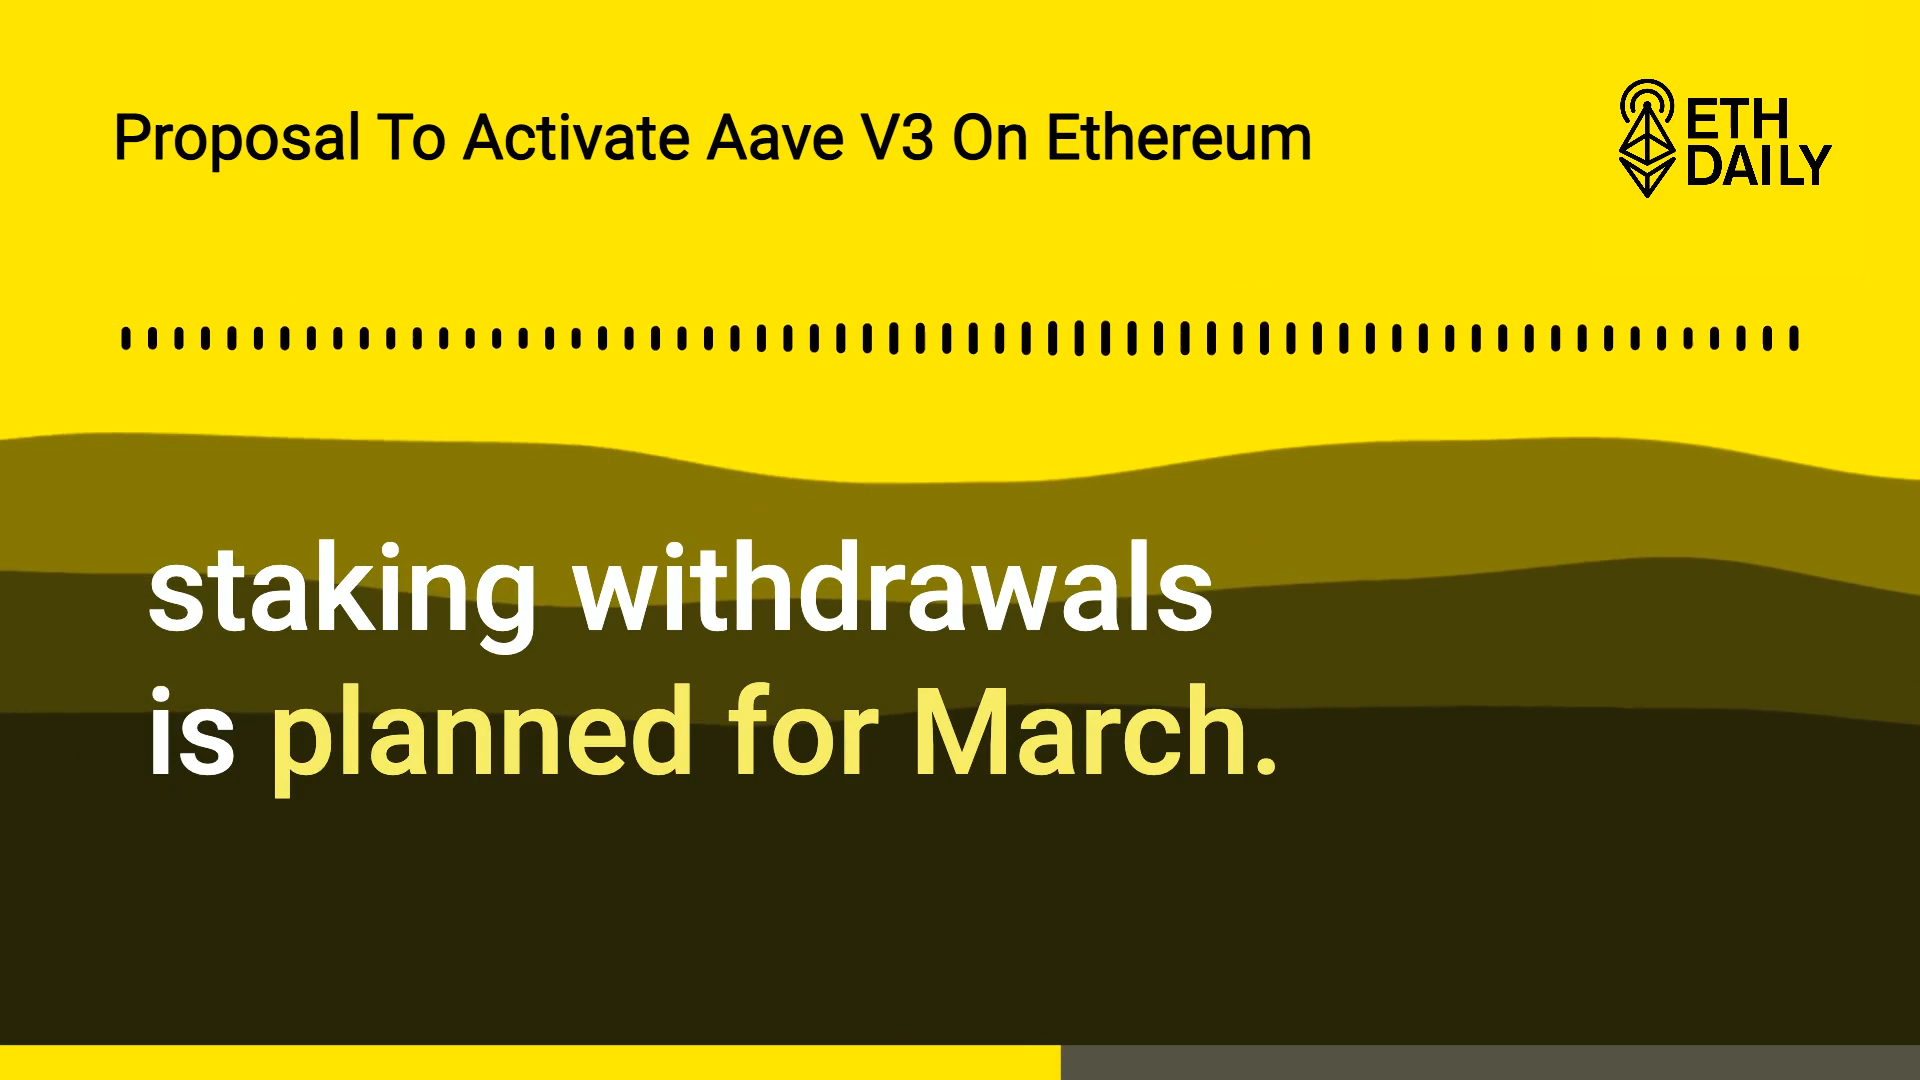 Proposal To Activate Aave V3 On Ethereum
ETH
DAILY
staking withdrawals
is planned for March.